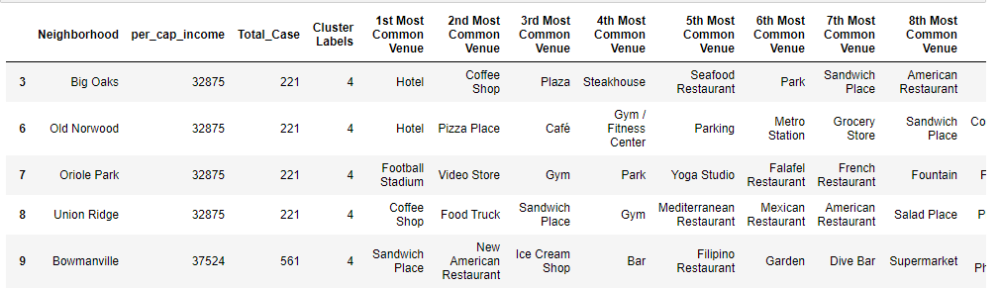 Neighborhood per_cap_income Total_Case Cluster Labels 1st Most Common Venue 2nd Most Common Venue 3rd Most Common Venue 4th Most Common Venue 5th Most Common Venue 6th Most Common Venue 7th Most Common Venue 8th Most Common Venue
3 Big Oaks 32875 221 4 Hotel Coffee Shop Plaza Steakhouse Seafood Restaurant Park Sandwich Place American Restaurant
6 Old Norwood 32875 221 4 Hotel Pizza Place Café Gym / Fitness Center Parking Metro Station Grocery Store Sandwich Place Co
7 Oriole Park 32875 221 4 Football Stadium Video Store Gym Park Yoga Studio Falafel Restaurant French Restaurant Fountain F
8 Union Ridge 32875 221 4 Coffee Shop Food Truck Sandwich Place Gym Mediterranean Restaurant Mexican Restaurant American Restaurant Salad Place P
9 Bowmanville 37524 561 4 Sandwich Place New American Restaurant Ice Cream Shop Bar Filipino Restaurant Garden Dive Bar Supermarket Ph